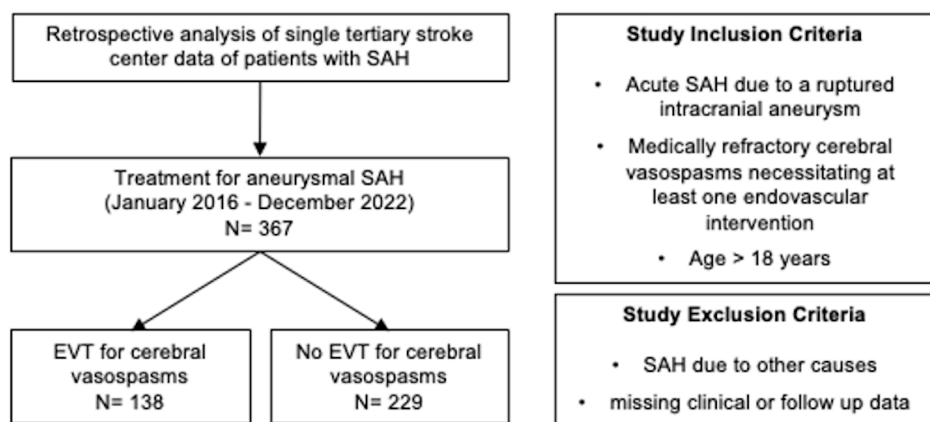 Retrospective analysis of single tertiary stroke
center data of patients with SAH
Treatment for aneurysmal SAH
(January 2016 - December 2022)
N= 367
EVT for cerebral
vasospasms
N= 138
No EVT for cerebral
vasospasms
N= 229
Study Inclusion Criteria
• Acute SAH due to a ruptured
intracranial aneurysm
• Medically refractory cerebral
vasospasms necessitating at
least one endovascular
intervention
• Age > 18 years
Study Exclusion Criteria
• SAH due to other causes
• missing clinical or follow up data